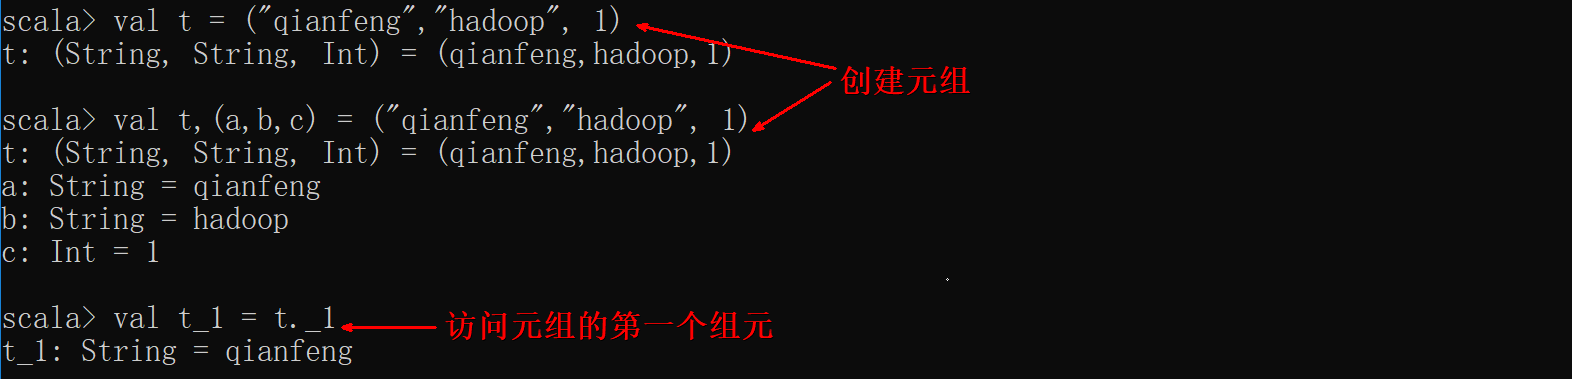 scala> val t = ("qianfeng","hadoop", 1)
t: (String, String, Int) = (qianfeng,hadoop,1)
创建元组
scala> val t,(a,b,c) = ("qianfeng","hadoop", 1)
t: (String, String, Int) = (qianfeng,hadoop,1)
a: String = qianfeng
b: String = hadoop
c: Int = 1
scala> val t_1 = t._1
访问元组的第一个组元
t_1: String = qianfeng